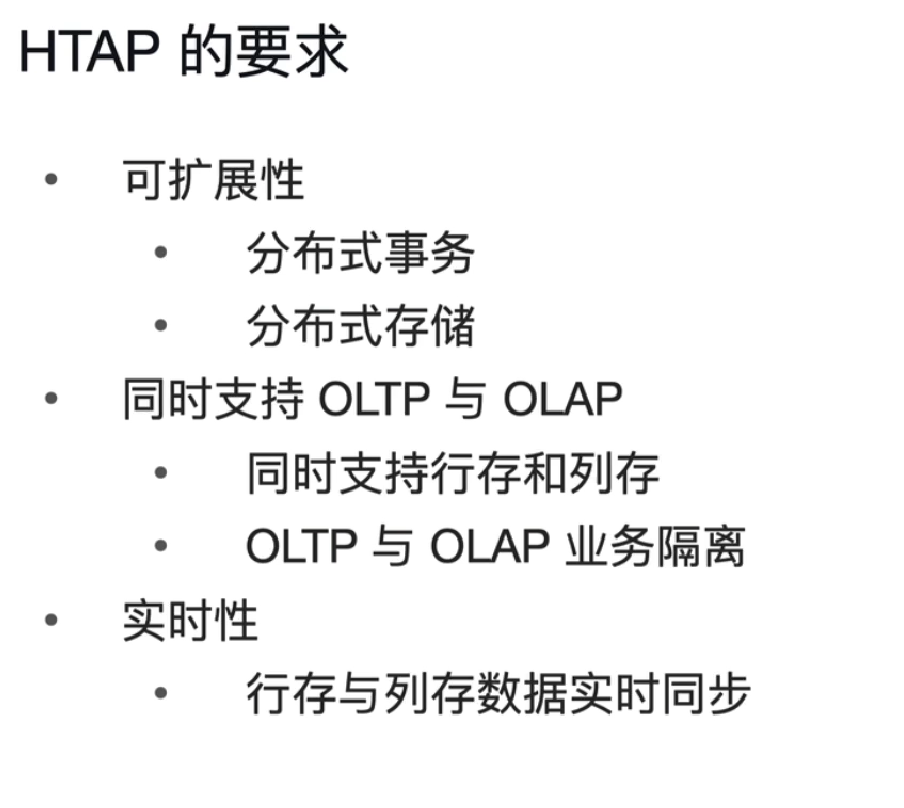 HTAP 的要求
• 可扩展性
• 分布式事务
• 分布式存储
• 同时支持 OLTP 与 OLAP
• 同时支持行存和列存
• OLTP 与 OLAP 业务隔离
• 实时性
• 行存与列存数据实时同步